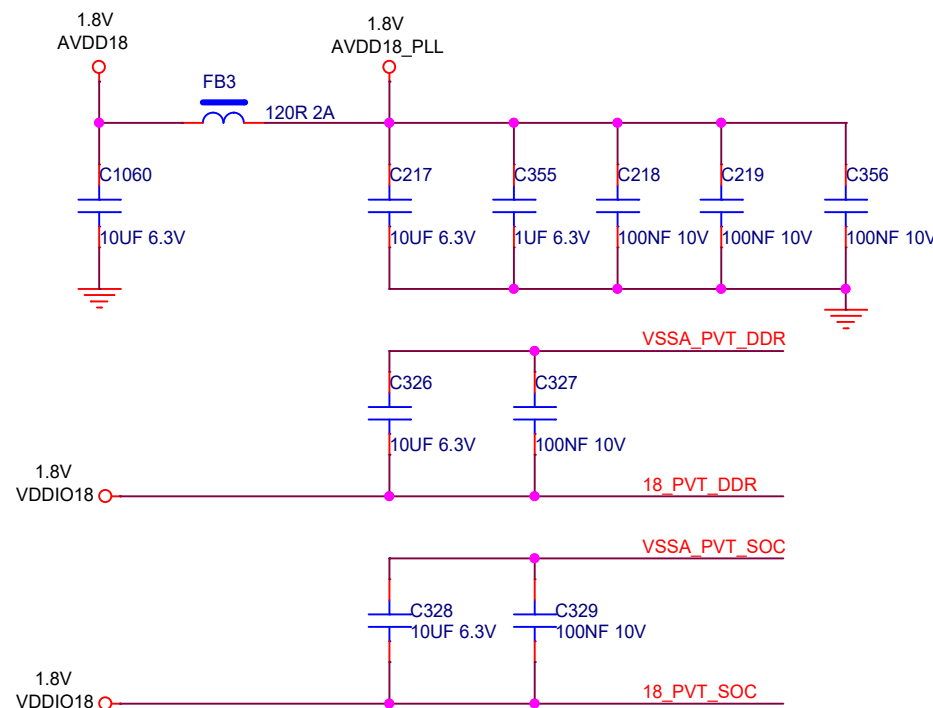 1.8V
AVDD18
1.8V
AVDD18_PLL
FB3
120R 2A
C1060
10UF 6.3V
C217
10UF 6.3V
C355
1UF 6.3V
C218
100NF 10V
C219
100NF 10V
C356
100NF 10V
VSSA_PVT_DDR
C326
10UF 6.3V
C327
100NF 10V
1.8V
VDDIO18
18_PVT_DDR
VSSA_PVT_SOC
C328
10UF 6.3V
C329
100NF 10V
1.8V
VDDIO18
18_PVT_SOC